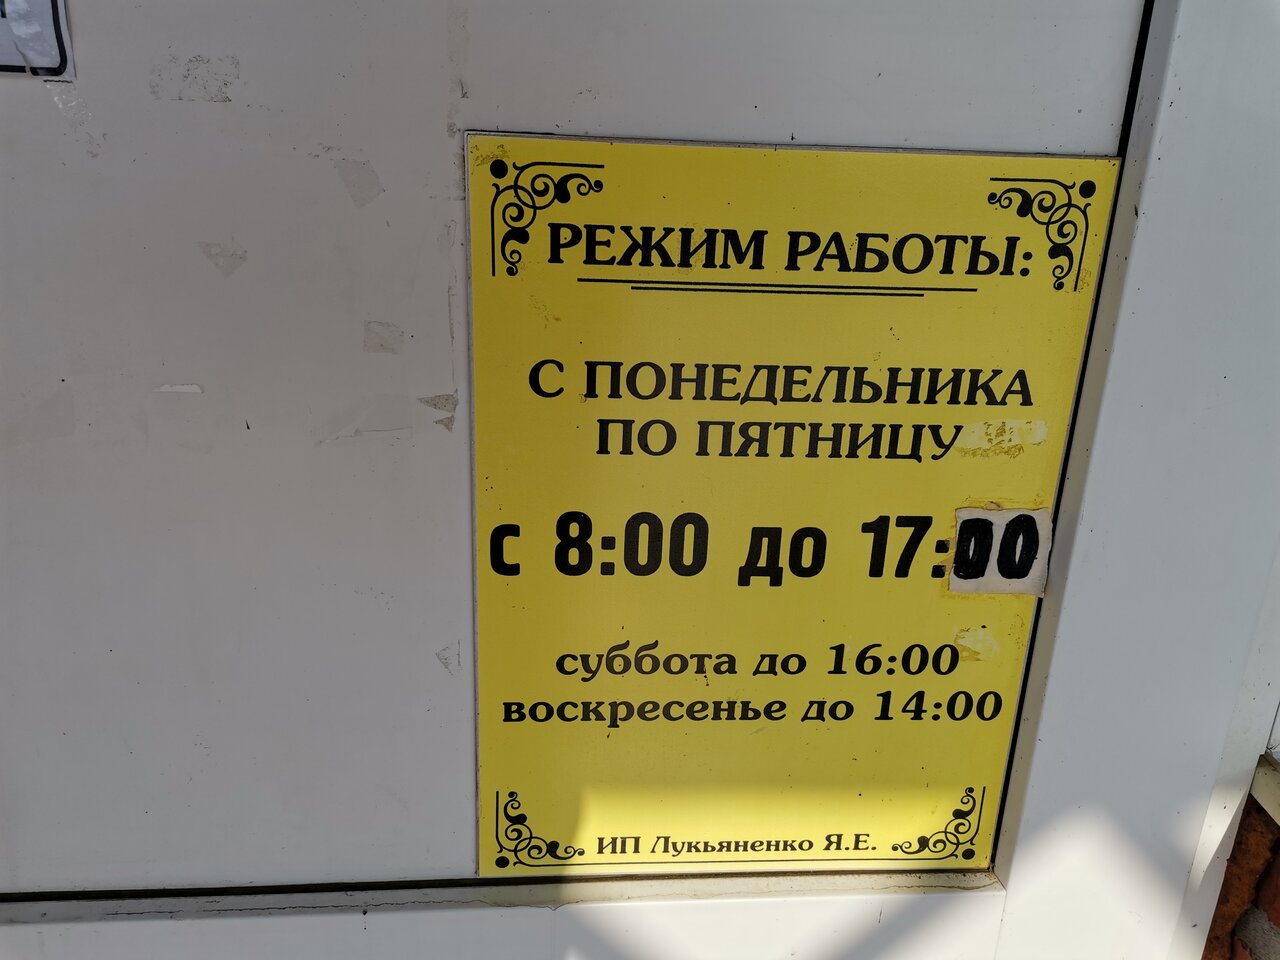 РЕЖИМ РАБОТЫ:
С ПОНЕДЕЛЬНИКА
ПО ПЯТНИЦУ
с 8:00 до 17:00
суббота до 16:00
воскресенье до 14:00
ИП Лукьяненко Я.Е.